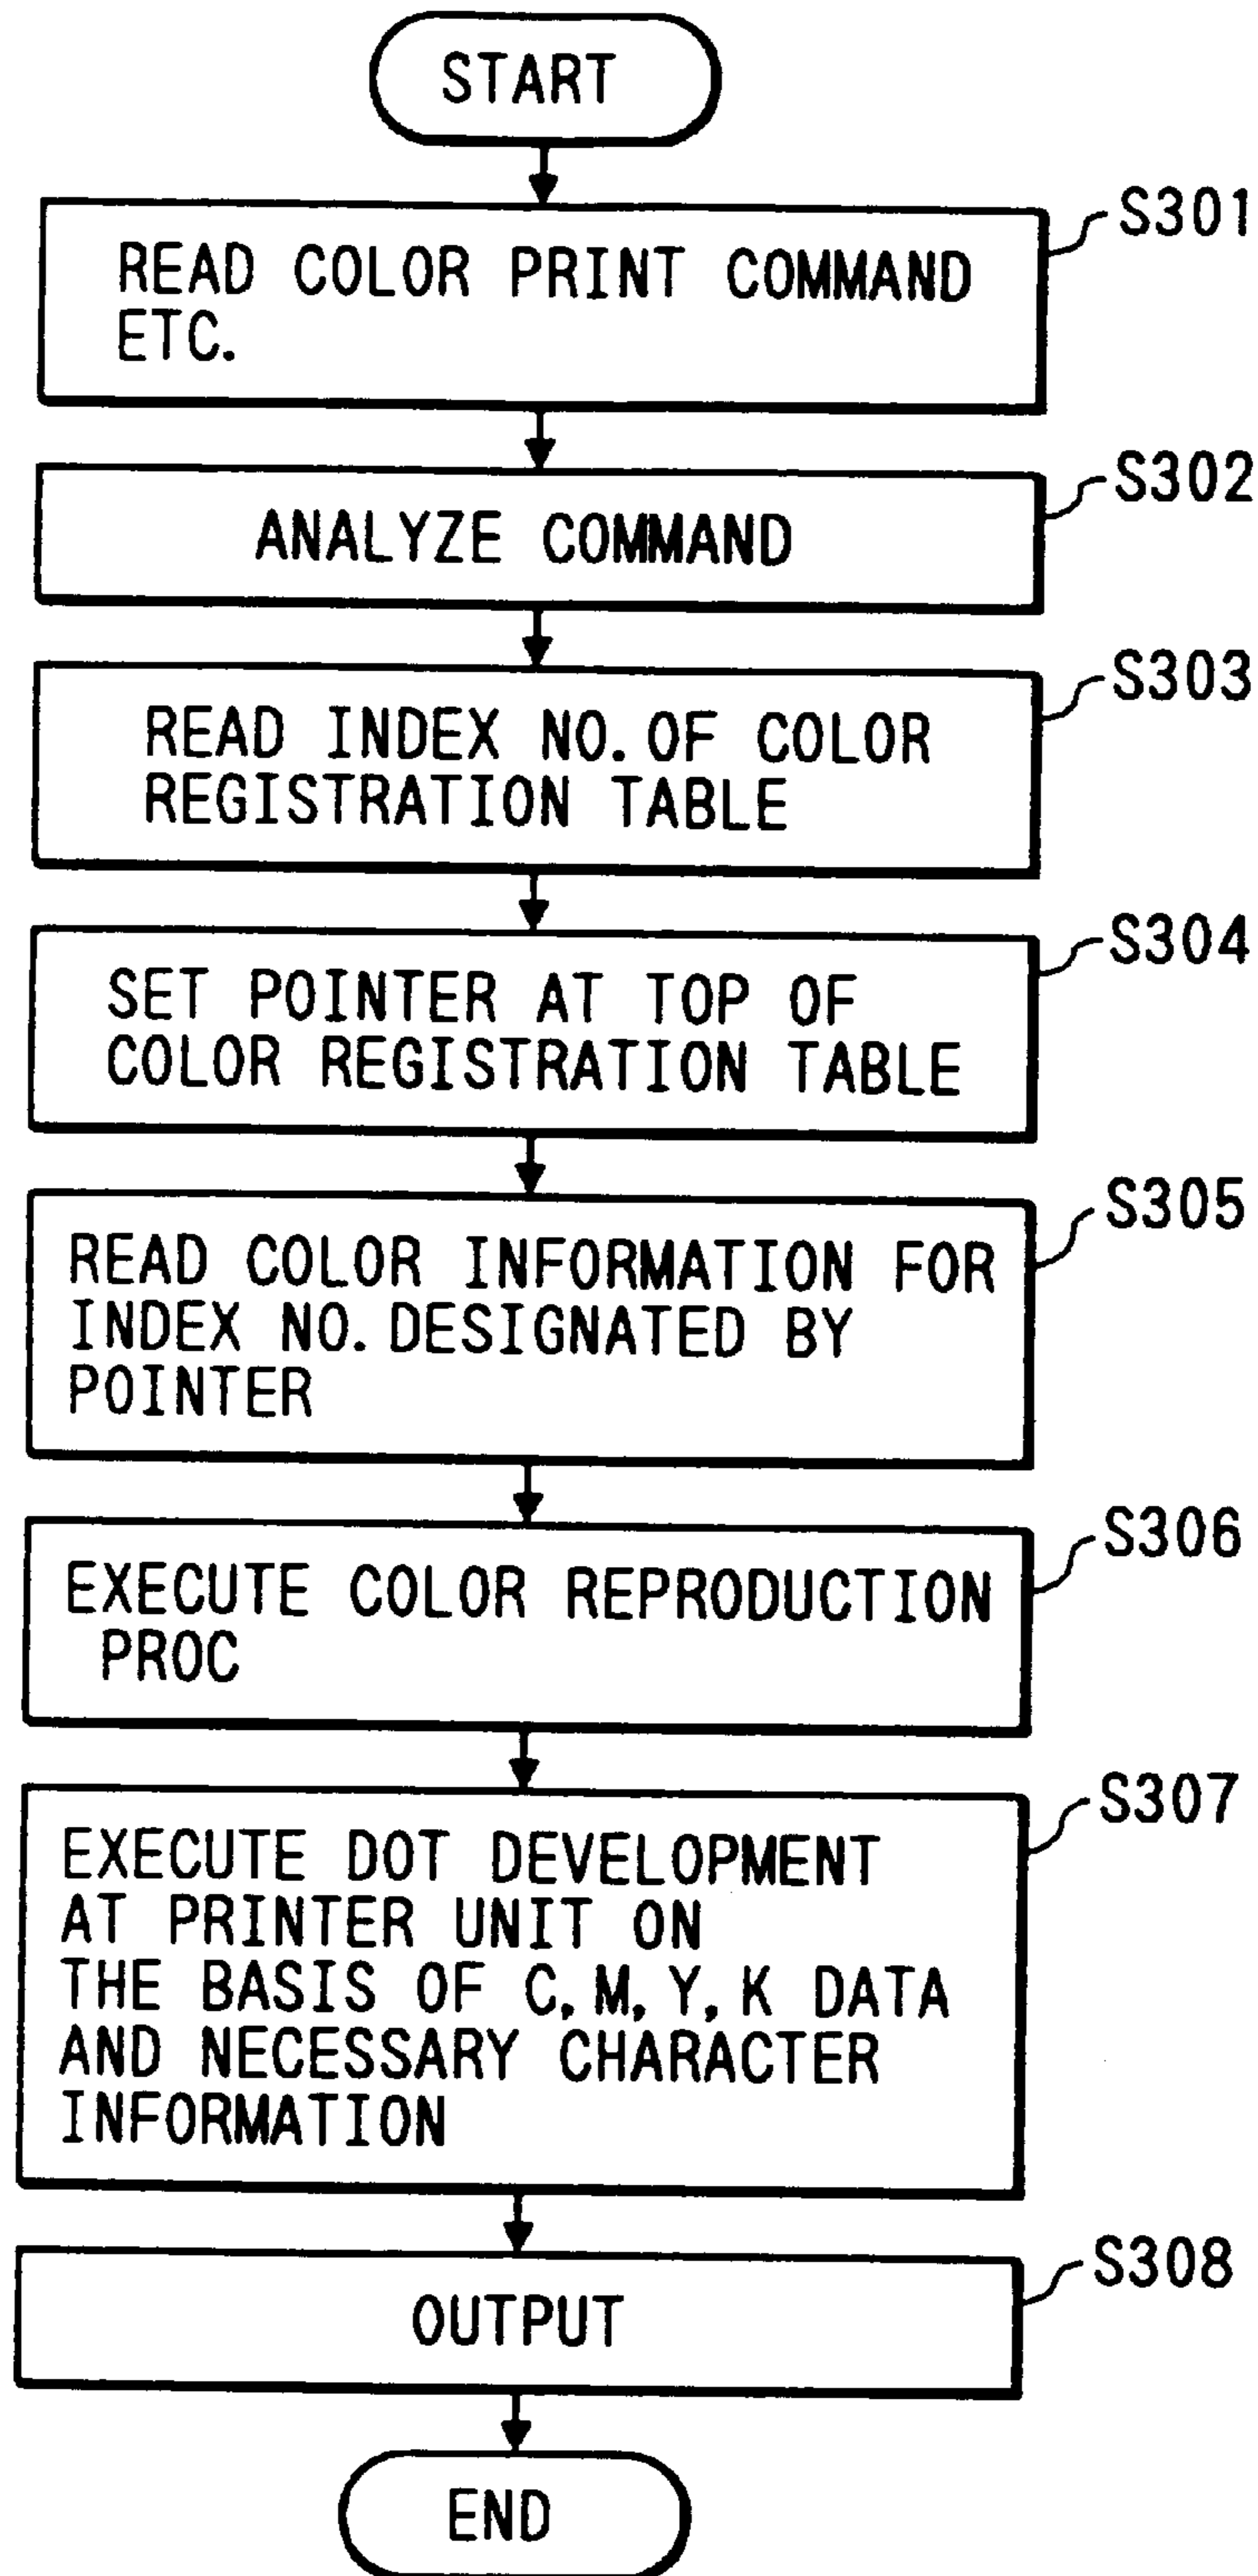 START
S301
READ COLOR PRINT COMMAND
ETC.
S302
ANALYZE COMMAND
S303
READ INDEX NO. OF COLOR
REGISTRATION TABLE
S304
SET POINTER AT TOP OF
COLOR REGISTRATION TABLE
S305
READ COLOR INFORMATION FOR
INDEX NO. DESIGNATED BY
POINTER
S306
EXECUTE COLOR REPRODUCTION
PROC
S307
EXECUTE DOT DEVELOPMENT
AT PRINTER UNIT ON
THE BASIS OF C, M, Y, K DATA
AND NECESSARY CHARACTER
INFORMATION
S308
OUTPUT
END